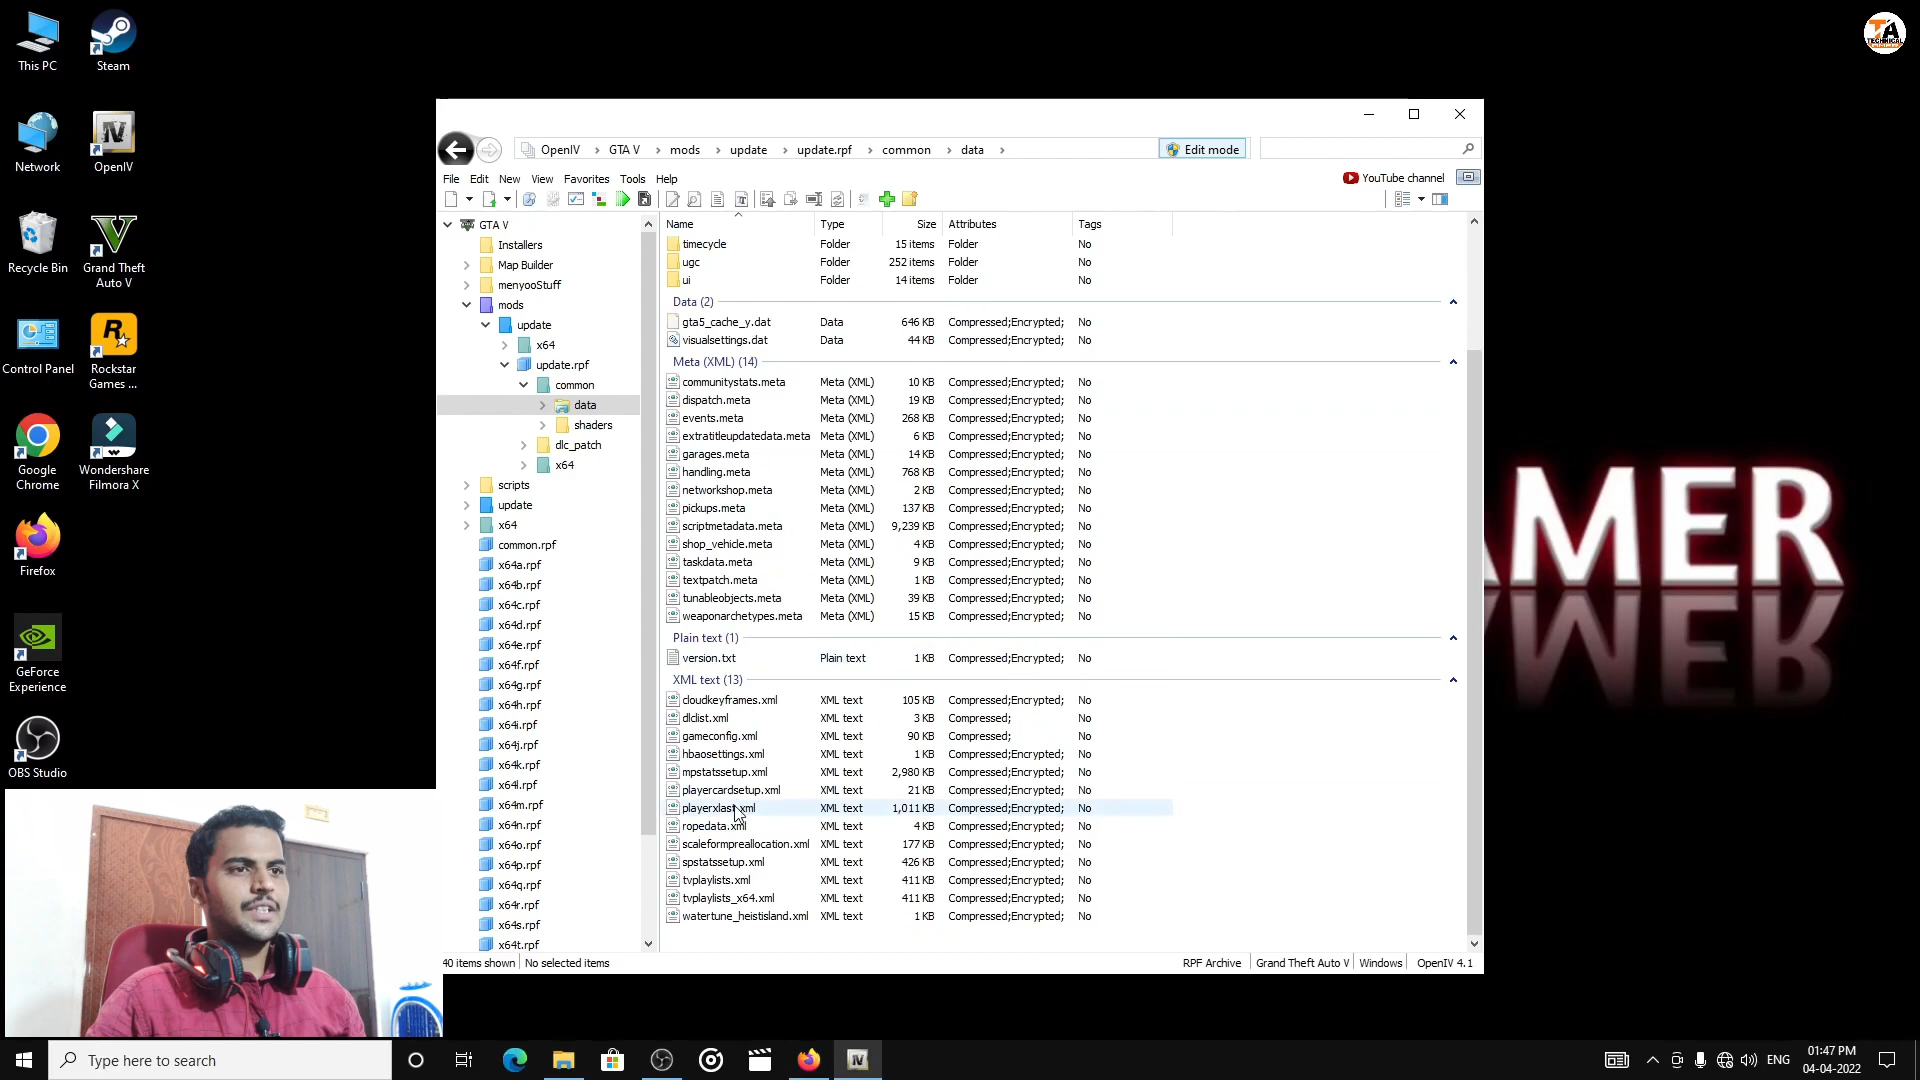 This PC
Steam
Network
OpenIV
Recycle Bin
Grand Theft
Auto V
Control Panel
Rockstar
Games ...
Google
Chrome
Wondershare
Filmora X
Firefox
GeForce
Experience
OBS Studio
TA
OpenIV > GTA V > mods > update > update.rpf > common > data >
Edit mode
File Edit New View Favorites Tools Help
YouTube channel
GTA V
Installers
Map Builder
menyooStuff
mods
update
x64
update.rpf
common
data
shaders
dlc_patch
x64
scripts
update
x64
common.rpf
x64a.rpf
x64b.rpf
x64c.rpf
x64d.rpf
x64e.rpf
x64f.rpf
x64g.rpf
x64h.rpf
x64i.rpf
x64j.rpf
x64k.rpf
x64l.rpf
x64m.rpf
x64n.rpf
x64o.rpf
x64p.rpf
x64q.rpf
x64r.rpf
x64s.rpf
x64t.rpf
Name Type Size Attributes Tags
timecycle Folder 15 items Folder No
ugc Folder 252 items Folder No
ui Folder 14 items Folder No
Data (2)
gta5_cache_y.dat Data 646 KB Compressed;Encrypted; No
visualsettings.dat Data 44 KB Compressed;Encrypted; No
Meta (XML) (14)
communitystats.meta Meta (XML) 10 KB Compressed;Encrypted; No
dispatch.meta Meta (XML) 19 KB Compressed;Encrypted; No
events.meta Meta (XML) 268 KB Compressed;Encrypted; No
extratitleupdatedata.meta Meta (XML) 6 KB Compressed;Encrypted; No
garages.meta Meta (XML) 14 KB Compressed;Encrypted; No
handling.meta Meta (XML) 768 KB Compressed;Encrypted; No
networkshop.meta Meta (XML) 2 KB Compressed;Encrypted; No
pickups.meta Meta (XML) 137 KB Compressed;Encrypted; No
scriptmetadata.meta Meta (XML) 9,239 KB Compressed;Encrypted; No
shop_vehicle.meta Meta (XML) 4 KB Compressed;Encrypted; No
taskdata.meta Meta (XML) 9 KB Compressed;Encrypted; No
textpatch.meta Meta (XML) 1 KB Compressed;Encrypted; No
tunableobjects.meta Meta (XML) 39 KB Compressed;Encrypted; No
weaponarchetypes.meta Meta (XML) 15 KB Compressed;Encrypted; No
Plain text (1)
version.txt Plain text 1 KB Compressed;Encrypted; No
XML text (13)
cloudkeyframes.xml XML text 105 KB Compressed;Encrypted; No
dlclist.xml XML text 3 KB Compressed; No
gameconfig.xml XML text 90 KB Compressed; No
hbaosettings.xml XML text 1 KB Compressed;Encrypted; No
mpstatssetup.xml XML text 2,980 KB Compressed;Encrypted; No
playercardsetup.xml XML text 21 KB Compressed;Encrypted; No
playerxlast.xml XML text 1,011 KB Compressed;Encrypted; No
ropedata.xml XML text 4 KB Compressed;Encrypted; No
scaleformpreallocation.xml XML text 177 KB Compressed;Encrypted; No
spstatssetup.xml XML text 426 KB Compressed;Encrypted; No
tvplaylists.xml XML text 411 KB Compressed;Encrypted; No
tvplaylists_x64.xml XML text 411 KB Compressed;Encrypted; No
watertune_heistisland.xml XML text 1 KB Compressed;Encrypted; No
40 items shown No selected items
RPF Archive Grand Theft Auto V Windows OpenIV 4.1
AMER
Type here to search
ENG
01:47 PM
04-04-2022